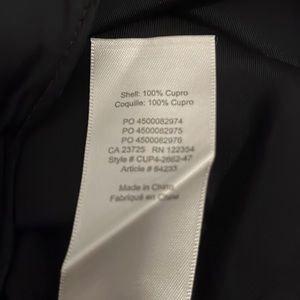 Shell: 100% Cupro
Coquille: 100% Cupro
PO 4500082974
PO 4500082975
PO 4500082976
CA 23725 RN 122354
Style # CUP4-2662-47
Article # 64233
Made in China
Fabriqué en Chine